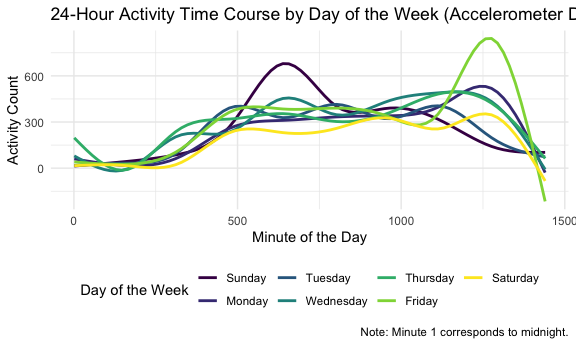 24-Hour Activity Time Course by Day of the Week (Accelerometer D
Activity Count
600
300
0
0
500
1000
1500
Minute of the Day
Day of the Week
Sunday
Tuesday
Thursday
Saturday
Monday
Wednesday
Friday
Note: Minute 1 corresponds to midnight.